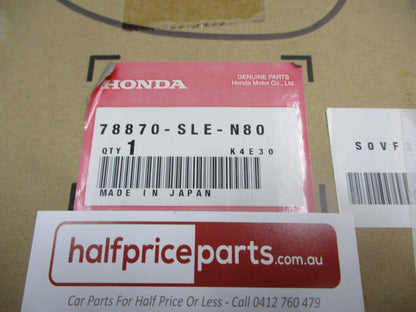 HONDA
GENUINE PARTS
Honda Motor Co., Ltd.
78870-SLE-N80
QTY 1 K4E30
MADE IN JAPAN
halfpriceparts.com.au
Car Parts For Half Price Or Less - Call 0412 760 479